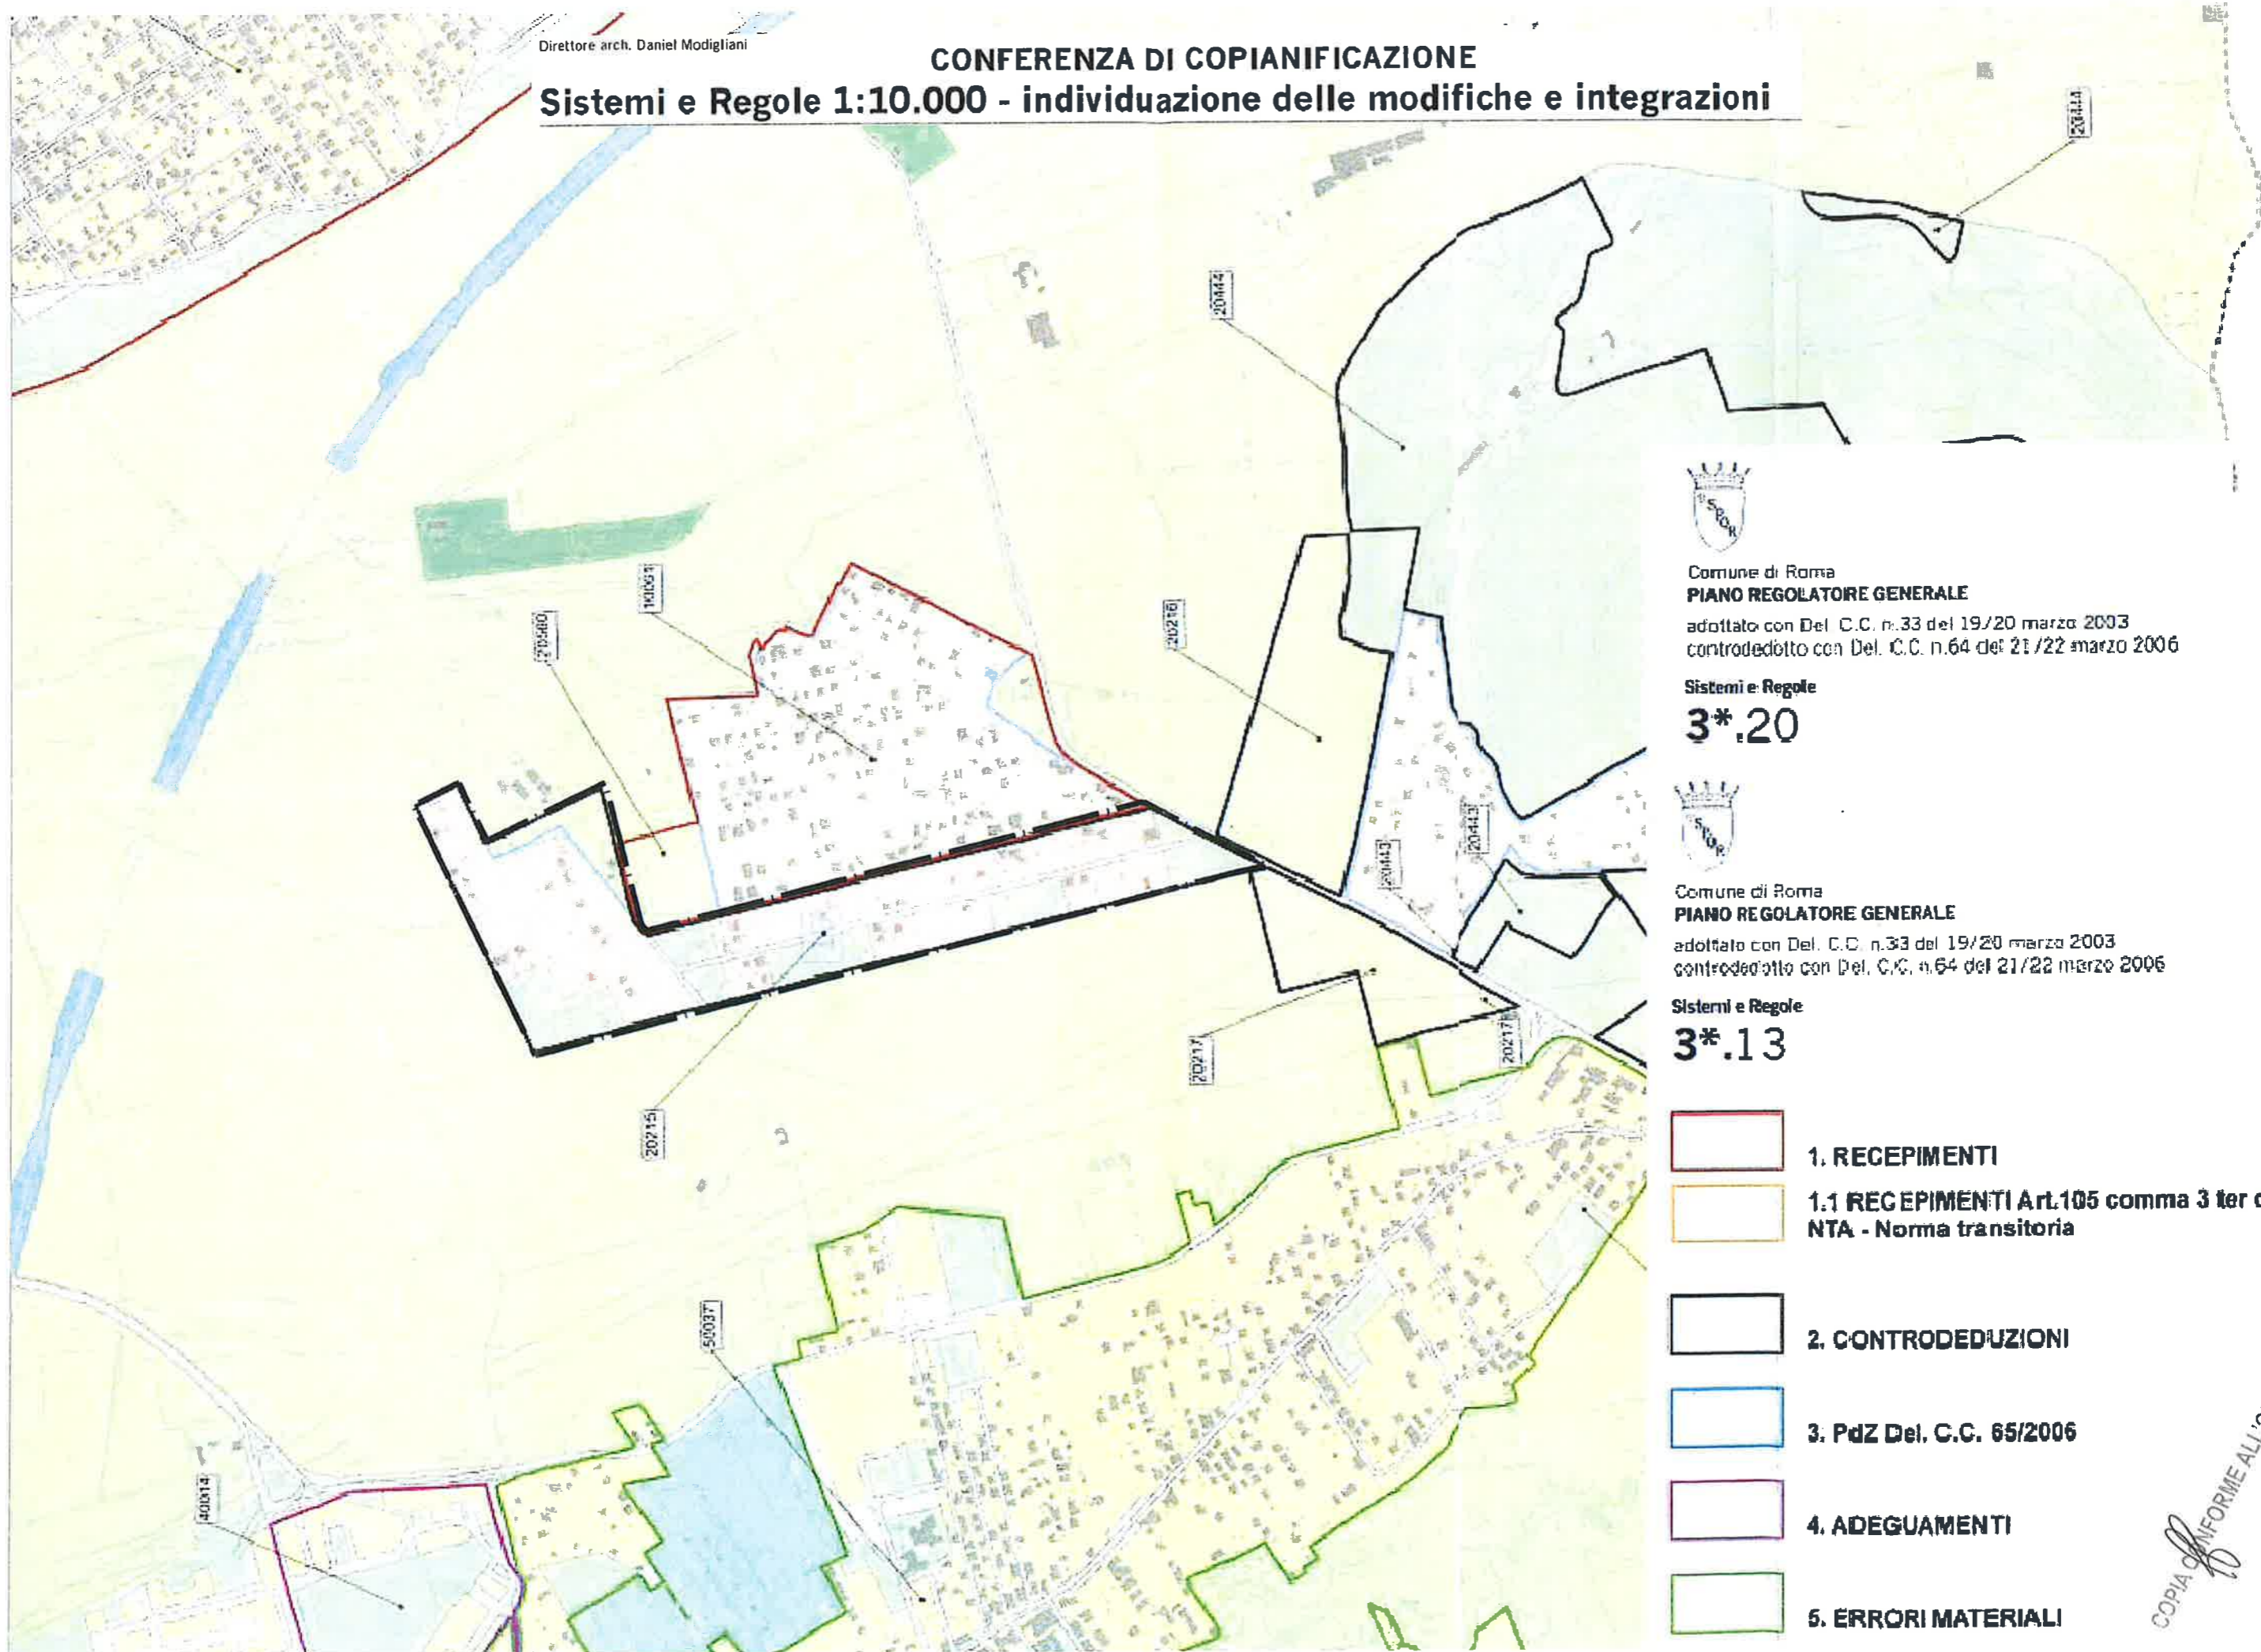 Direttore arch. Daniel Modigliani
CONFERENZA DI COPIANIFICAZIONE
Sistemi e Regole 1:10.000 - individuazione delle modifiche e integrazioni
20444
20444
10061
20580
20216
20443
20443
20217
20217
20215
50037
40014
SPQR
Comune di Roma
PIANO REGOLATORE GENERALE
adottato con Del. C.C. n.33 del 19/20 marzo 2003
controdedotto con Del. C.C. n.64 del 21/22 marzo 2006
Sistemi e Regole
3*.20
SPQR
Comune di Roma
PIANO REGOLATORE GENERALE
adottato con Del. C.C. n.33 del 19/20 marzo 2003
controdedotto con Del. C.C. n.64 del 21/22 marzo 2006
Sistemi e Regole
3*.13
1. RECEPIMENTI
1.1 RECEPIMENTI Art.105 comma 3 ter
NTA - Norma transitoria
2. CONTRODEDUZIONI
3. PdZ Del. C.C. 65/2006
4. ADEGUAMENTI
5. ERRORI MATERIALI
COPIA CONFORME ALL'